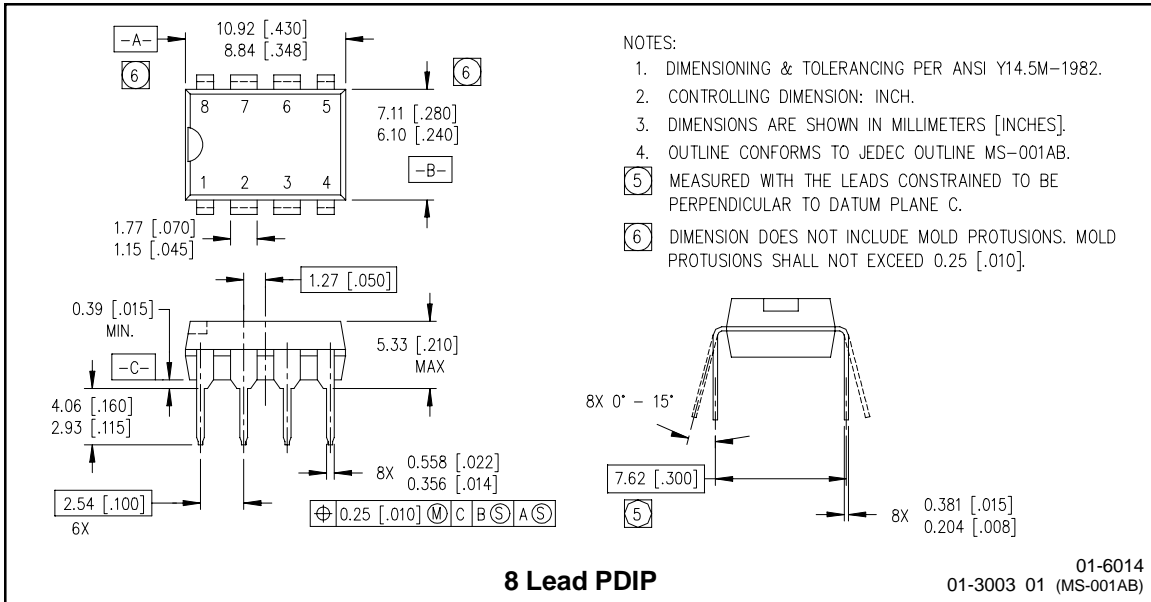 10.92 [.430]
8.84 [.348]
-A-
6
6
8 7 6 5
1 2 3 4
7.11 [.280]
6.10 [.240]
-B-
1.77 [.070]
1.15 [.045]
1.27 [.050]
0.39 [.015]
MIN.
-C-
5.33 [.210]
MAX
4.06 [.160]
2.93 [.115]
2.54 [.100]
6X
8X 0.558 [.022]
0.356 [.014]
⌖ 0.25 [.010] Ⓜ C B Ⓢ A Ⓢ
NOTES:
1. DIMENSIONING & TOLERANCING PER ANSI Y14.5M-1982.
2. CONTROLLING DIMENSION: INCH.
3. DIMENSIONS ARE SHOWN IN MILLIMETERS [INCHES].
4. OUTLINE CONFORMS TO JEDEC OUTLINE MS-001AB.
5 MEASURED WITH THE LEADS CONSTRAINED TO BE
PERPENDICULAR TO DATUM PLANE C.
6 DIMENSION DOES NOT INCLUDE MOLD PROTUSIONS. MOLD
PROTUSIONS SHALL NOT EXCEED 0.25 [.010].
8X 0° - 15°
7.62 [.300]
5
8X 0.381 [.015]
0.204 [.008]
8 Lead PDIP
01-6014
01-3003 01 (MS-001AB)